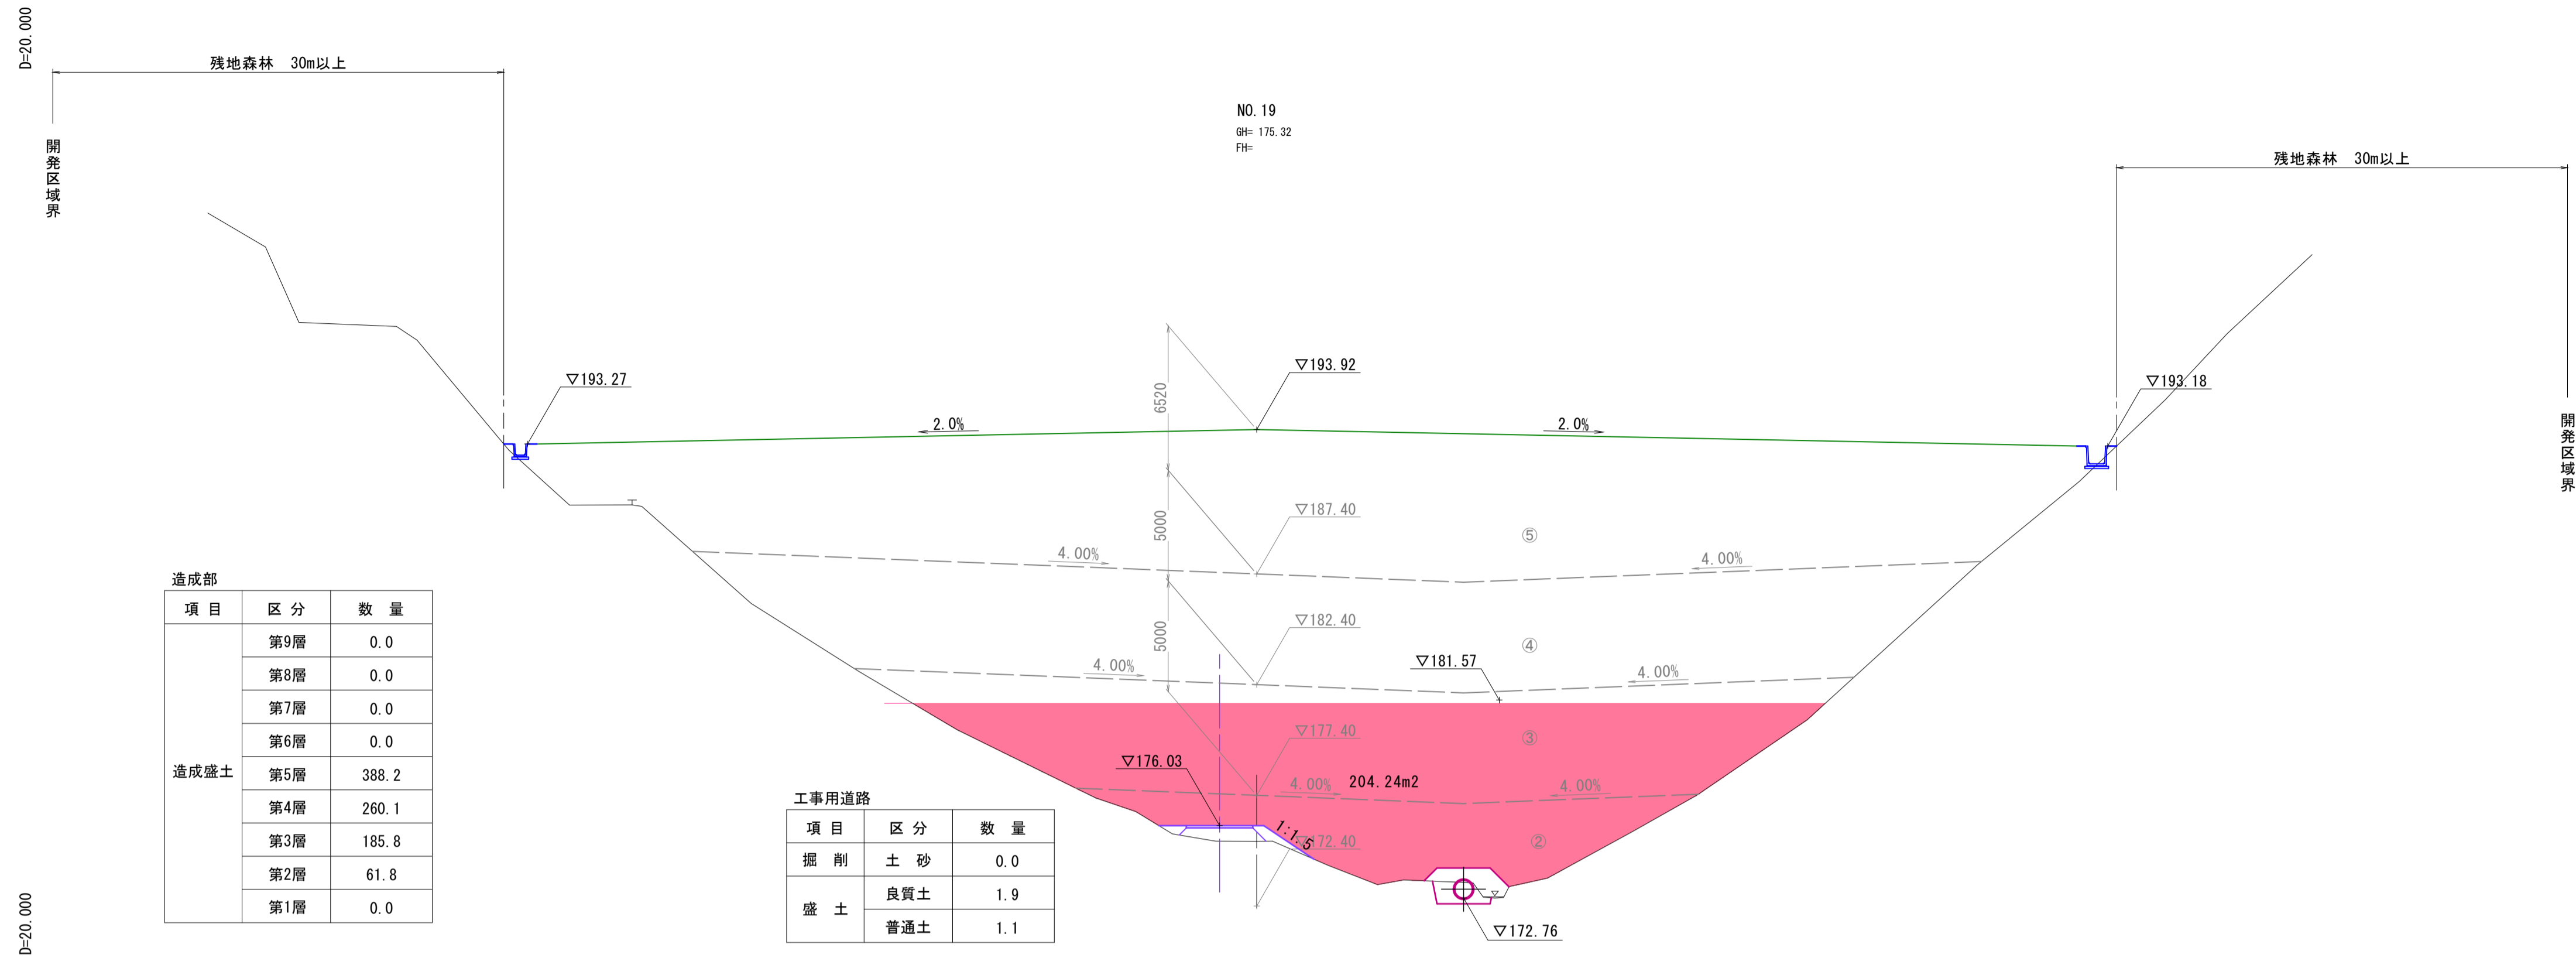 D=20.000
残地森林 30m以上
開発区域界
NO.19
GH= 175.32
FH=
残地森林 30m以上
開発区域界
▽193.27
2.0%
6520
▽193.92
2.0%
▽193.18
▽187.40
5000
⑤
4.00%
4.00%
▽182.40
5000
④
4.00%
▽181.57
4.00%
▽177.40
③
▽176.03
4.00%
204.24m2
4.00%
1:1.5
▽172.40
②
▽172.76
造成部
項 目 区 分 数 量
造成盛土
第9層 0.0
第8層 0.0
第7層 0.0
第6層 0.0
第5層 388.2
第4層 260.1
第3層 185.8
第2層 61.8
第1層 0.0
工事用道路
項 目 区 分 数 量
掘 削 土 砂 0.0
盛 土
良質土 1.9
普通土 1.1
D=20.000